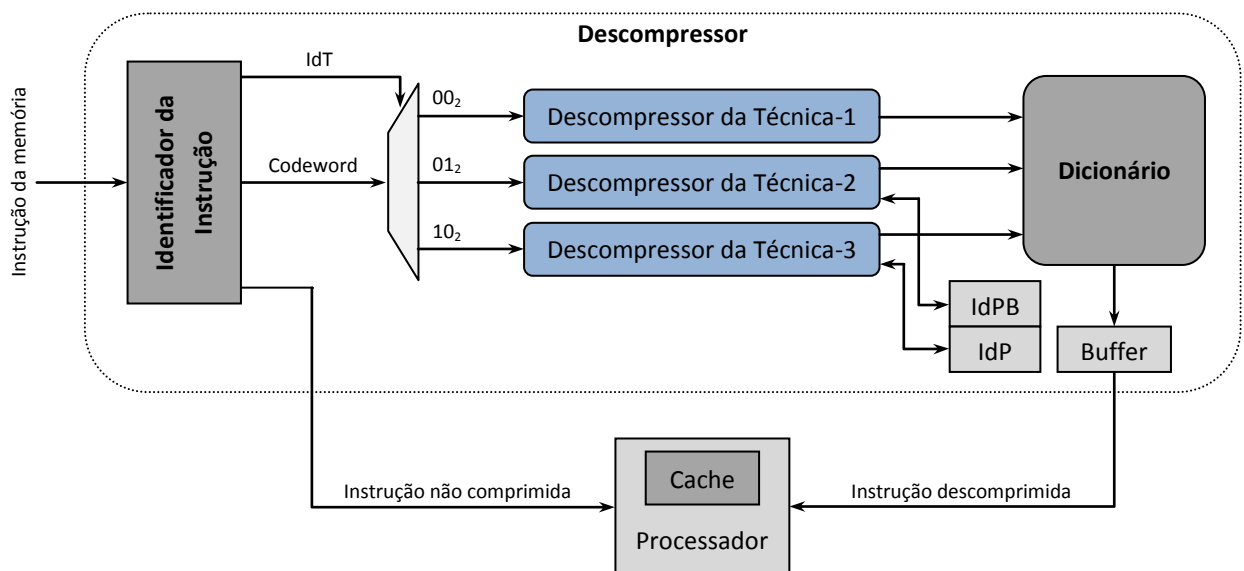 Descompressor
IdT
Instrução da memória
Identificador da
Instrução
Codeword
00₂
01₂
10₂
Descompressor da Técnica-1
Descompressor da Técnica-2
Descompressor da Técnica-3
Dicionário
IdPB
IdP
Buffer
Instrução não comprimida
Cache
Processador
Instrução descomprimida